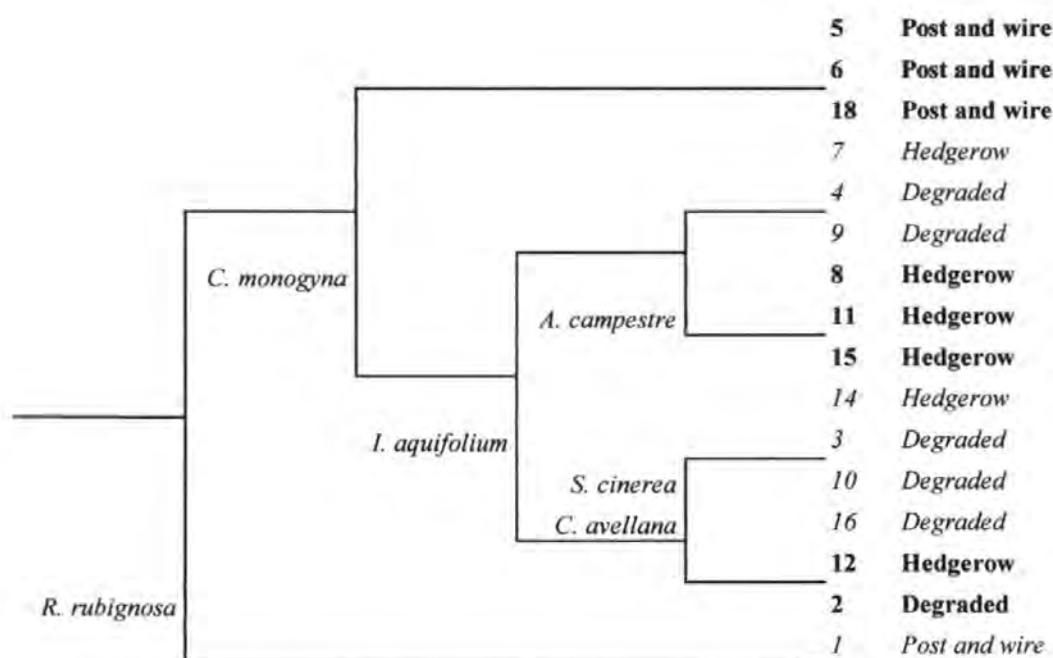 5 Post and wire
6 Post and wire
18 Post and wire
7 Hedgerow
4 Degraded
9 Degraded
C. monogyna
8 Hedgerow
A. campestre
11 Hedgerow
15 Hedgerow
14 Hedgerow
I. aquifolium
3 Degraded
S. cinerea
10 Degraded
C. avellana
16 Degraded
12 Hedgerow
R. rubignosa
2 Degraded
1 Post and wire